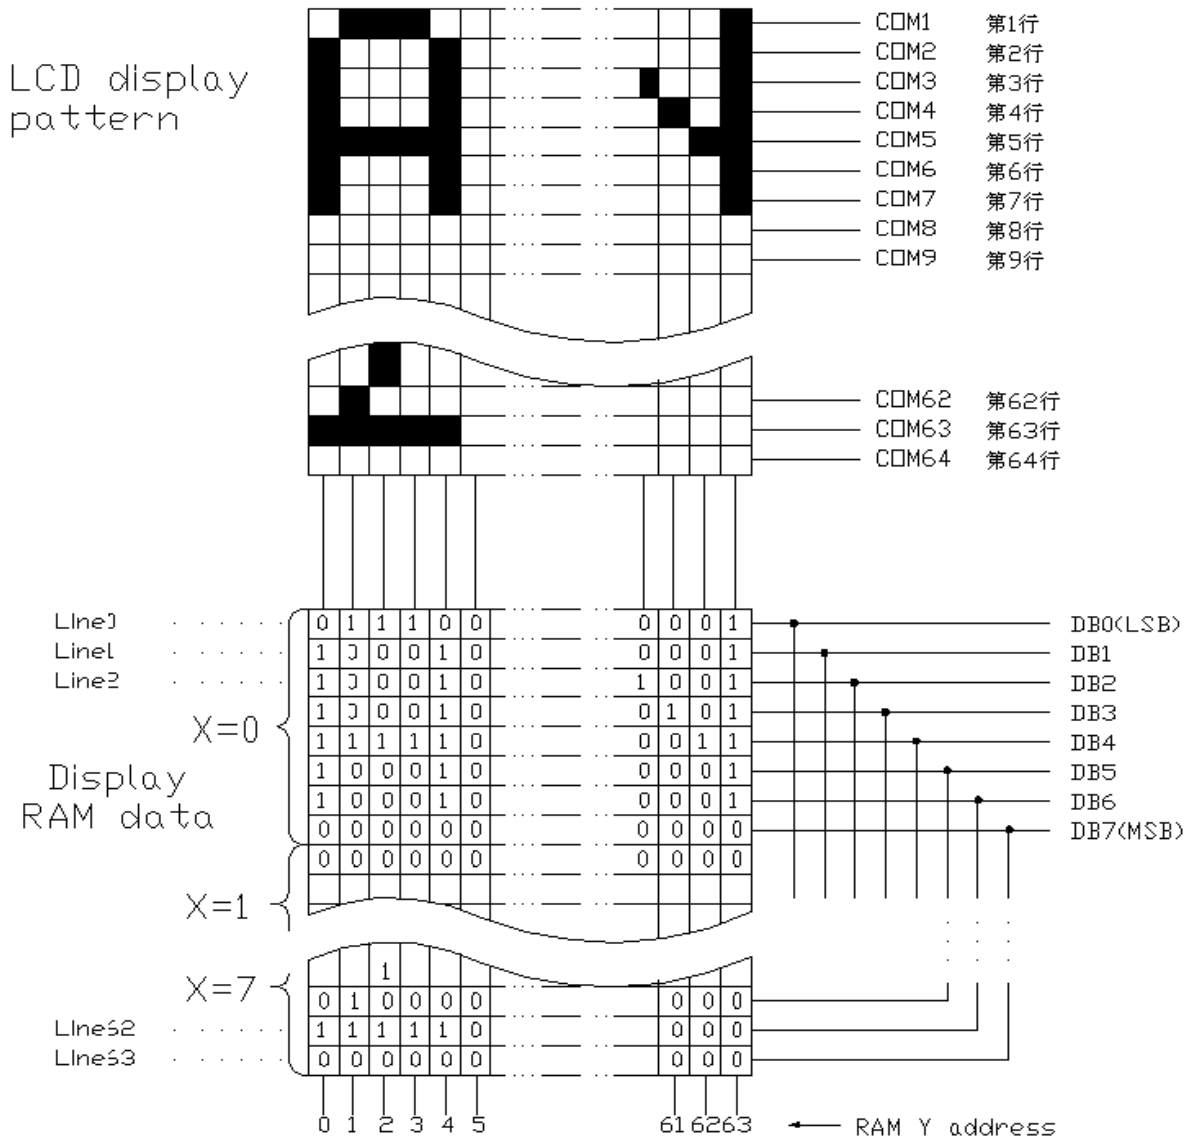 COM1 第1行
COM2 第2行
LCD display
pattern
COM3 第3行
COM4 第4行
COM5 第5行
COM6 第6行
COM7 第7行
COM8 第8行
COM9 第9行
COM62 第62行
COM63 第63行
COM64 第64行
Line0 0 1 1 1 0 0 0 0 0 1 DB0(LSB)
Line1 1 0 0 0 1 0 0 0 0 1 DB1
Line2 1 0 0 0 1 0 1 0 0 1 DB2
1 0 0 0 1 0 0 1 0 1 DB3
X=0
1 1 1 1 1 0 0 0 1 1 DB4
1 0 0 0 1 0 0 0 0 1 DB5
Display
RAM data
1 0 0 0 1 0 0 0 0 1 DB6
0 0 0 0 0 0 0 0 0 0 DB7(MSB)
0 0 0 0 0 0 0 0 0 0
X=1
1
X=7
0 1 0 0 0 0 0 0 0
Line62 1 1 1 1 1 0 0 0 0
Line63 0 0 0 0 0 0 0 0 0
0 1 2 3 4 5 61 62 63 RAM Y address